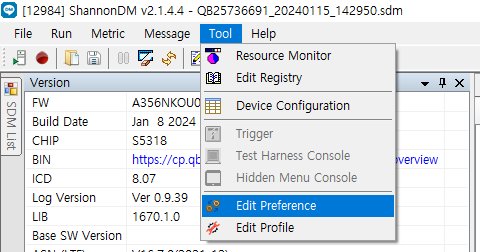 [12984] ShannonDM v2.1.4.4 - QB25736691_20240115_142950.sdm
File Run Metric Message Tool Help
Resource Monitor
Edit Registry
Device Configuration
Trigger
Test Harness Console
Hidden Menu Console
Edit Preference
Edit Profile
SDM List
Version
FW A356NKOU0
Build Date Jan 8 2024
CHIP S5318
BIN https://cp.qb overview
ICD 8.07
Log Version Ver 0.9.39
LIB 1670.1.0
Base SW Version